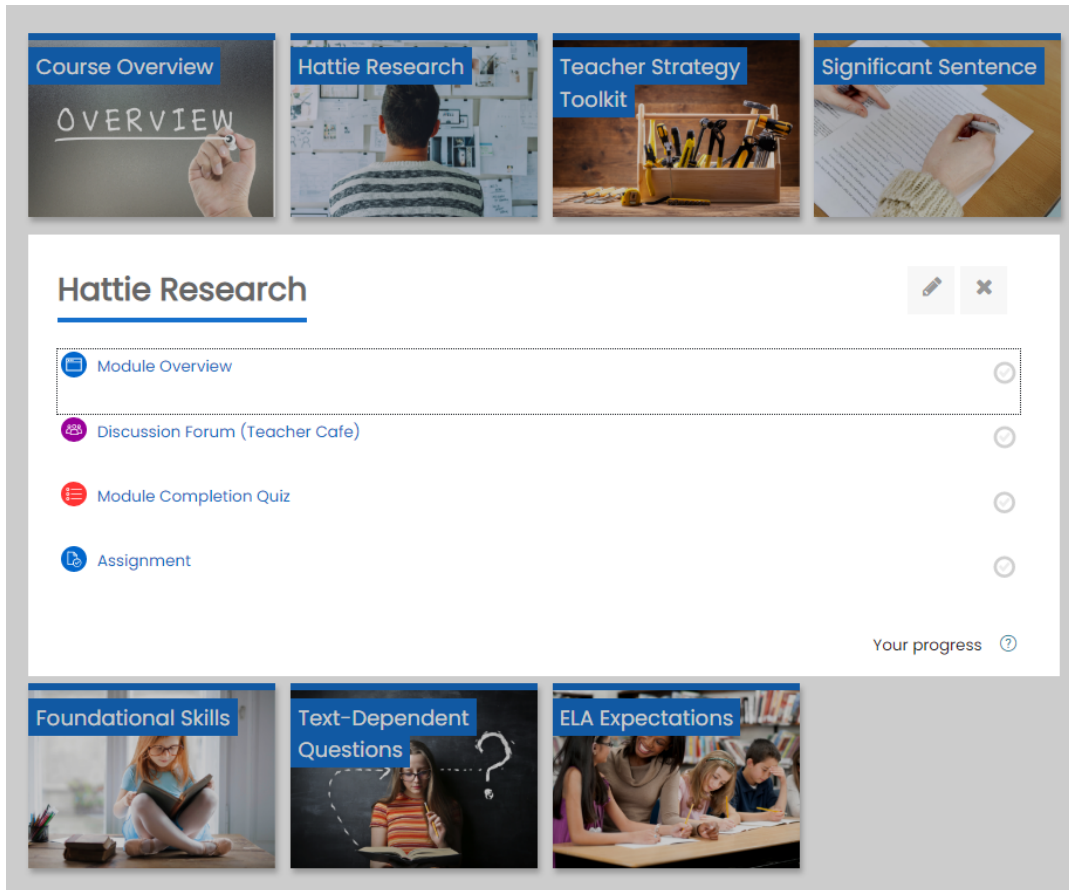 Course Overview
OVERVIEW
Hattie Research
Teacher Strategy
Toolkit
Significant Sentence
Hattie Research
Module Overview
Discussion Forum (Teacher Cafe)
Module Completion Quiz
Assignment
Your progress ?
Foundational Skills
Text-Dependent
Questions
?
ELA Expectations